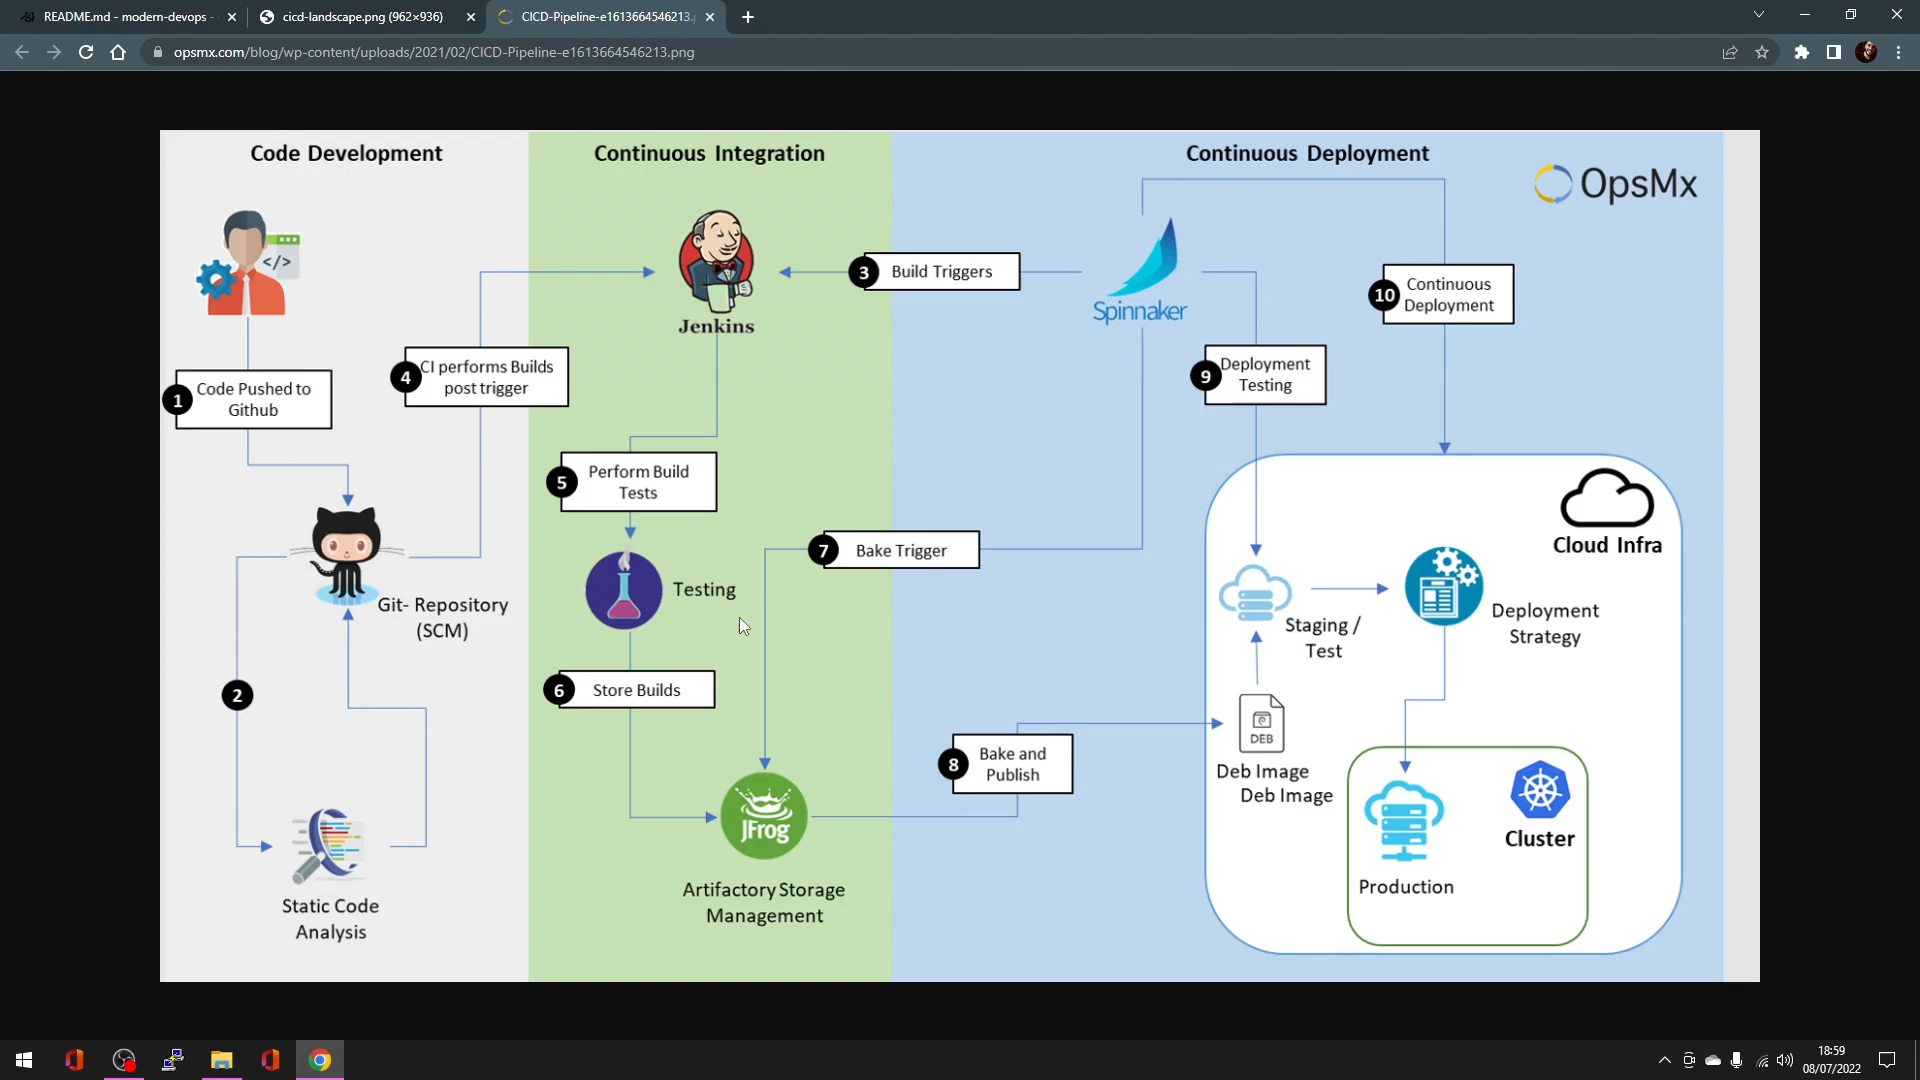 README.md - modern-devops -
cicd-landscape.png (962×936)
CICD-Pipeline-e1613664546213.
opsmx.com/blog/wp-content/uploads/2021/02/CICD-Pipeline-e1613664546213.png
Code Development
Continuous Integration
Continuous Deployment
OpsMx
</>
Jenkins
3
Build Triggers
Spinnaker
10
Continuous
Deployment
4
CI performs Builds
post trigger
9
Deployment
Testing
1
Code Pushed to
Github
5
Perform Build
Tests
7
Bake Trigger
Cloud Infra
Testing
Git- Repository
(SCM)
Staging /
Test
Deployment
Strategy
2
6
Store Builds
8
Bake and
Publish
DEB
Deb Image
Deb Image
JFrog
Cluster
Production
Artifactory Storage
Management
Static Code
Analysis
18:59
08/07/2022